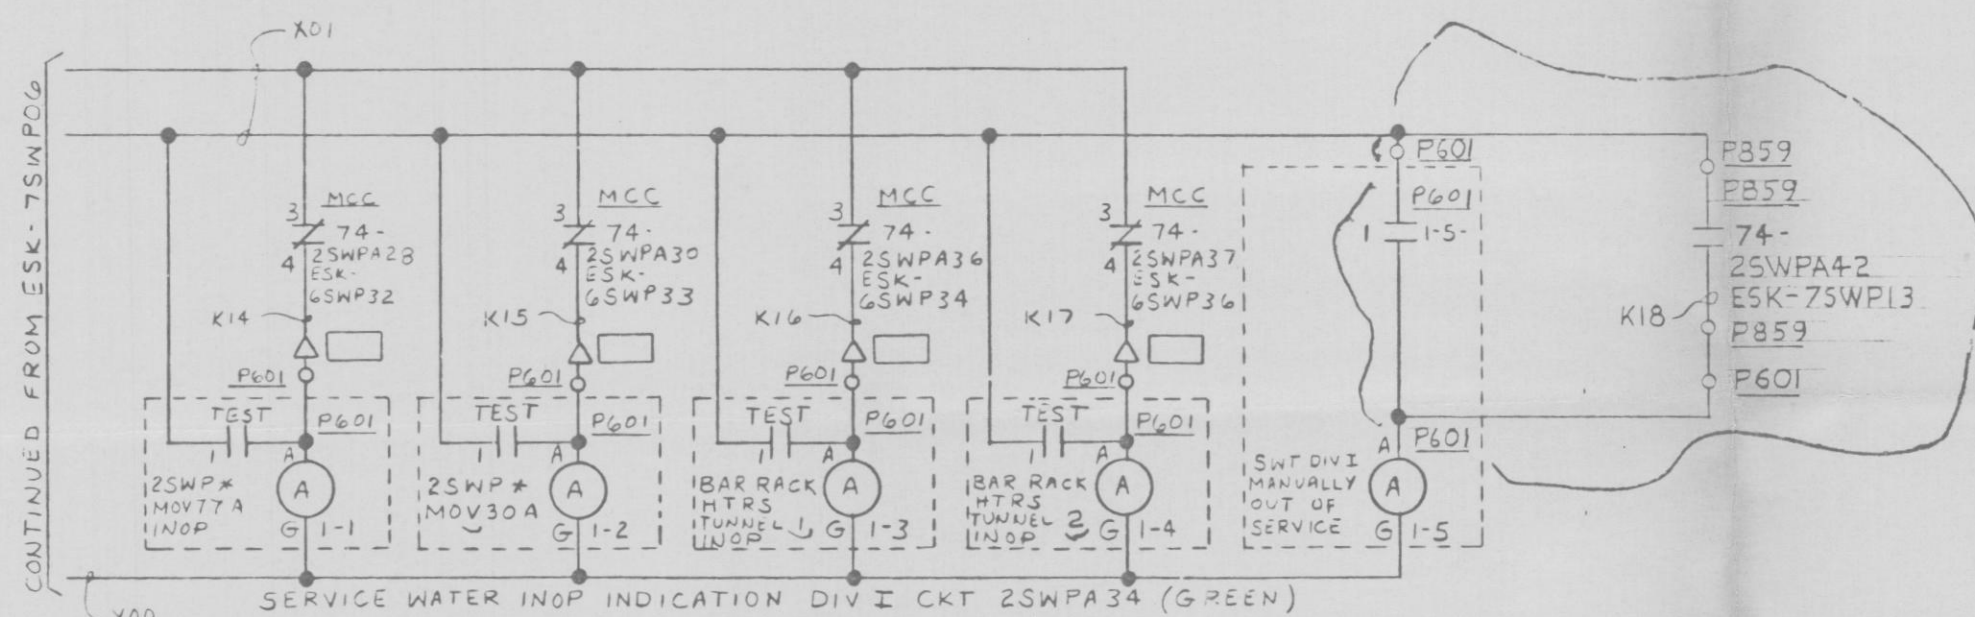 X01
CONTINUED FROM ESK-7SINP06
MCC
3
74-
4
2SWPA28
ESK-
6SWP32
K14
P601
TEST
P601
1
A
2SWP*
MOV77A
INOP
A
G
1-1
MCC
3
74-
4
2SWPA30
ESK-
6SWP33
K15
P601
TEST
P601
1
A
2SWP*
MOV30A
A
G
1-2
MCC
3
74-
4
2SWPA36
ESK-
6SWP34
K16
P601
TEST
P601
1
A
BAR RACK
HTRS
TUNNEL 1
INOP
A
G
1-3
MCC
3
74-
4
2SWPA37
ESK-
6SWP36
K17
P601
TEST
P601
1
A
BAR RACK
HTRS
TUNNEL 2
INOP
A
G
1-4
P601
P601
1
1-5-
A
P601
SWT DIV I
MANUALLY
OUT OF
SERVICE
A
G
1-5
P859
P859
74-
2SWPA42
ESK-7SWP13
K18
P859
P601
SERVICE WATER INOP INDICATION DIV I CKT 2SWPA34 (GREEN)